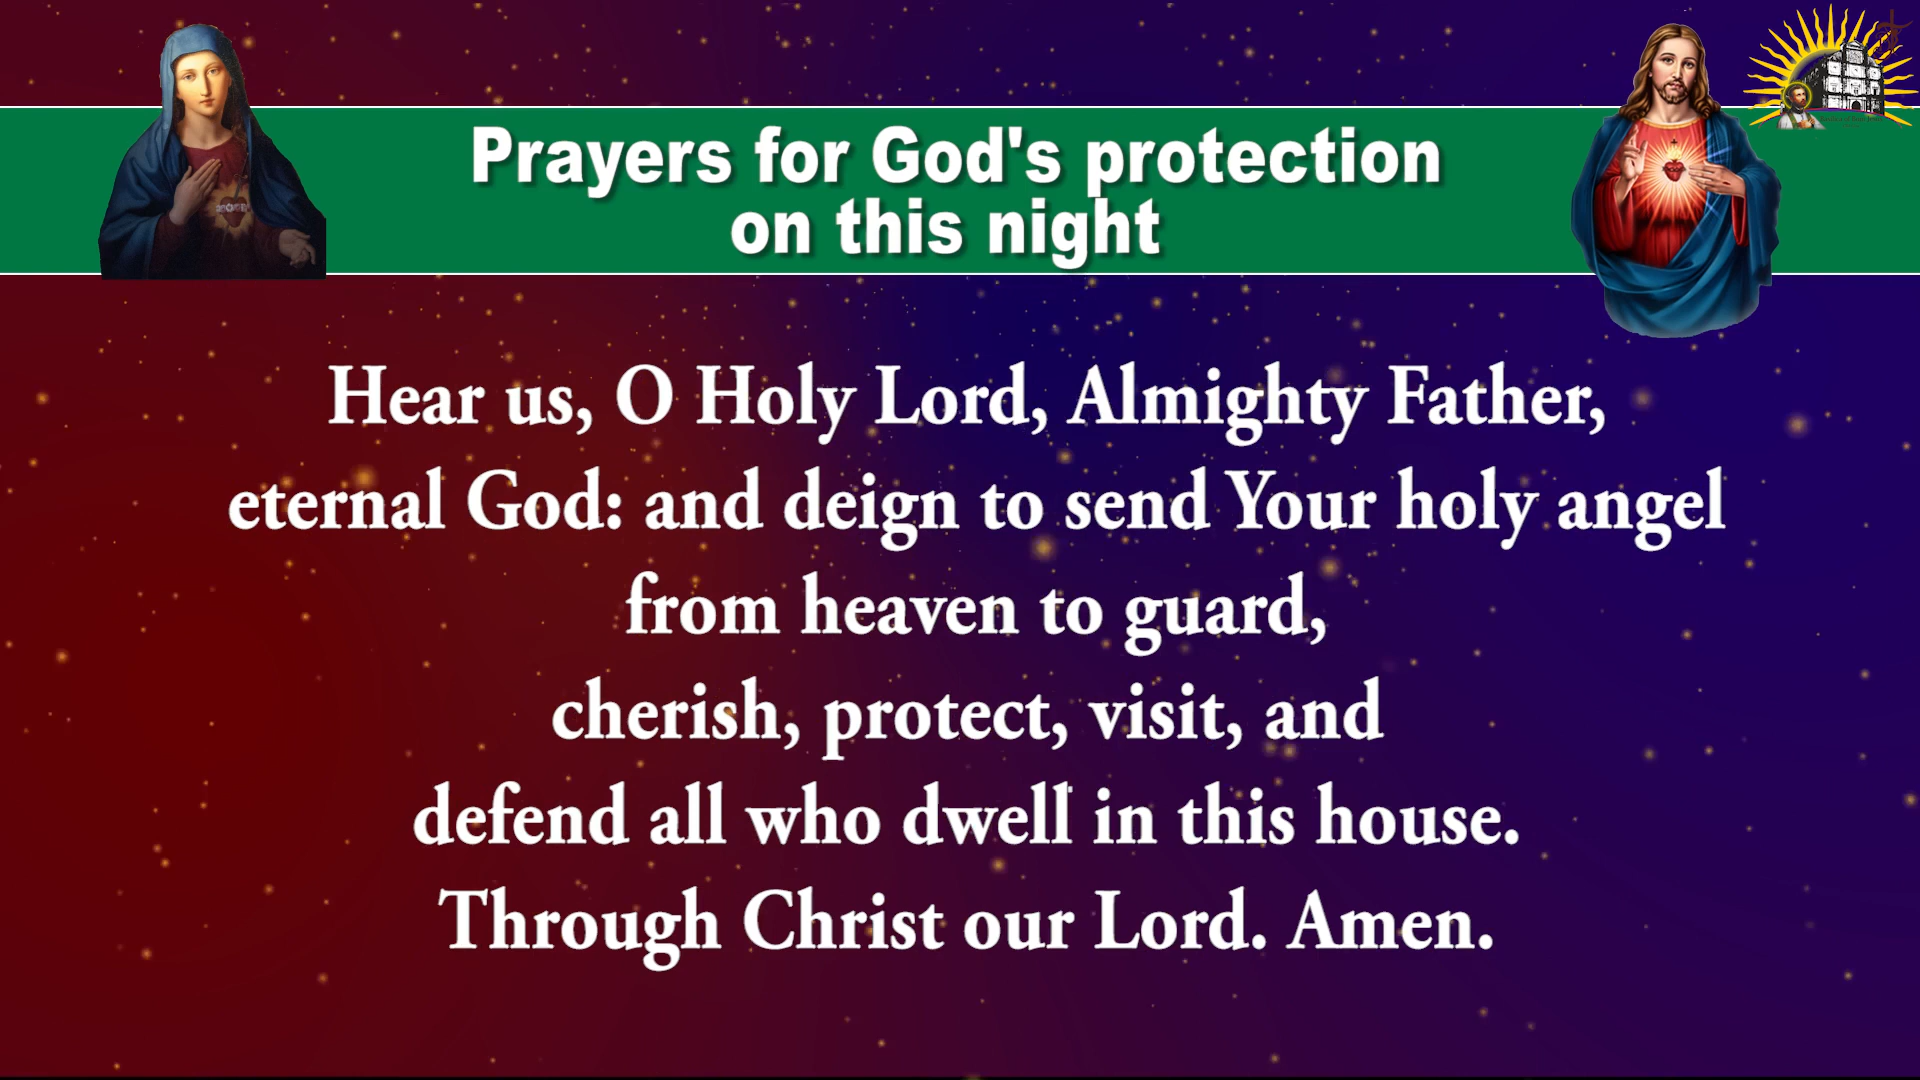 Prayers for God's protection
on this night
Hear us, O Holy Lord, Almighty Father,
eternal God: and deign to send Your holy angel
from heaven to guard,
cherish, protect, visit, and
defend all who dwell in this house.
Through Christ our Lord. Amen.